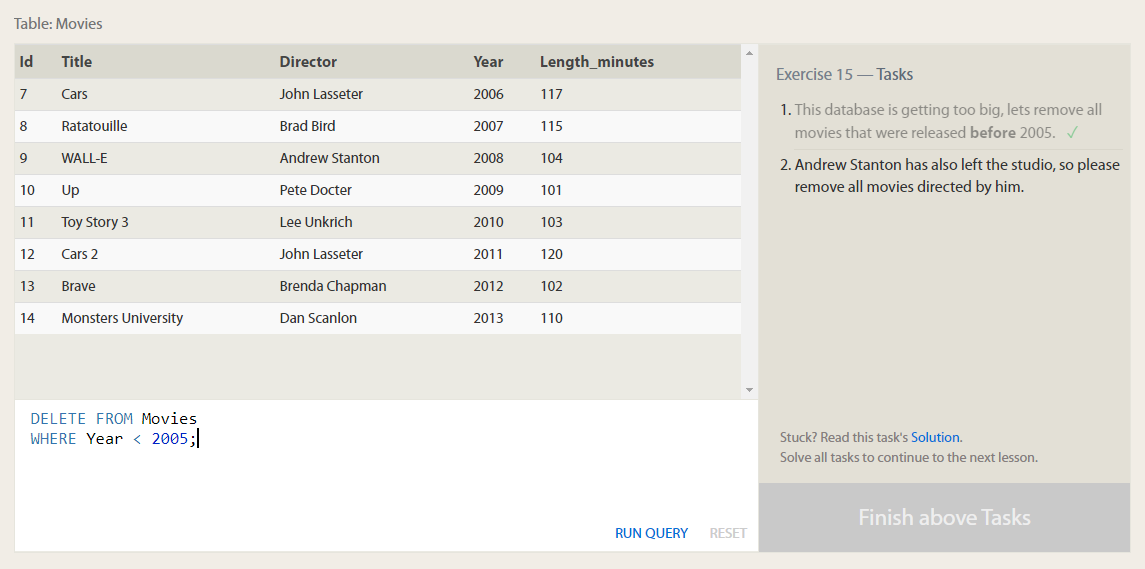 Table: Movies
Id Title Director Year Length_minutes
7 Cars John Lasseter 2006 117
8 Ratatouille Brad Bird 2007 115
9 WALL-E Andrew Stanton 2008 104
10 Up Pete Docter 2009 101
11 Toy Story 3 Lee Unkrich 2010 103
12 Cars 2 John Lasseter 2011 120
13 Brave Brenda Chapman 2012 102
14 Monsters University Dan Scanlon 2013 110
DELETE FROM Movies
WHERE Year < 2005;
RUN QUERY RESET
Exercise 15 — Tasks
1. This database is getting too big, lets remove all
movies that were released before 2005. ✓
2. Andrew Stanton has also left the studio, so please
remove all movies directed by him.
Stuck? Read this task's Solution.
Solve all tasks to continue to the next lesson.
Finish above Tasks